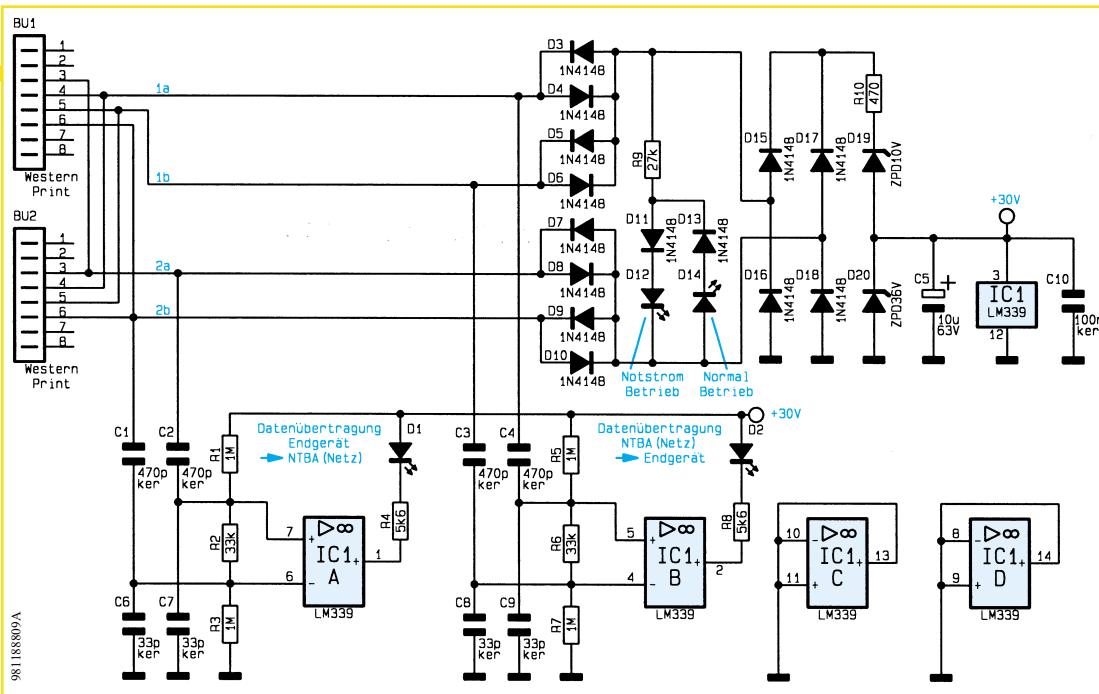 BU1
1
2
3
4
5
6
7
8
Western
Print
BU2
1
2
3
4
5
6
7
8
Western
Print
1a
1b
2a
2b
D3
1N4148
D4
1N4148
D5
1N4148
D6
1N4148
D7
1N4148
D8
1N4148
D9
1N4148
D10
1N4148
R9
27k
D11
1N4148
D13
1N4148
D12
D14
Notstrom
Betrieb
Normal
Betrieb
D15
1N4148
D17
1N4148
R10
470
D19
ZPD10V
D16
1N4148
D18
1N4148
D20
ZPD36V
+30V
C5
+
10u
63V
3
IC1
LM339
12
C10
100n
ker
C1
470p
ker
C2
470p
ker
R1
1M
R2
33k
R3
1M
C6
33p
ker
C7
33p
ker
Datenübertragung
Endgerät
NTBA (Netz)
D1
R4
5k6
7
+
6
-
▷∞
IC1
A
+
1
LM339
C3
470p
ker
C4
470p
ker
R5
1M
R6
33k
R7
1M
C8
33p
ker
C9
33p
ker
Datenübertragung
NTBA (Netz)
Endgerät
+30V
D2
R8
5k6
5
+
4
-
▷∞
IC1
B
+
2
LM339
10
-
11
+
▷∞
IC1
C
+
13
LM339
8
-
9
+
▷∞
IC1
D
+
14
LM339
981188809A